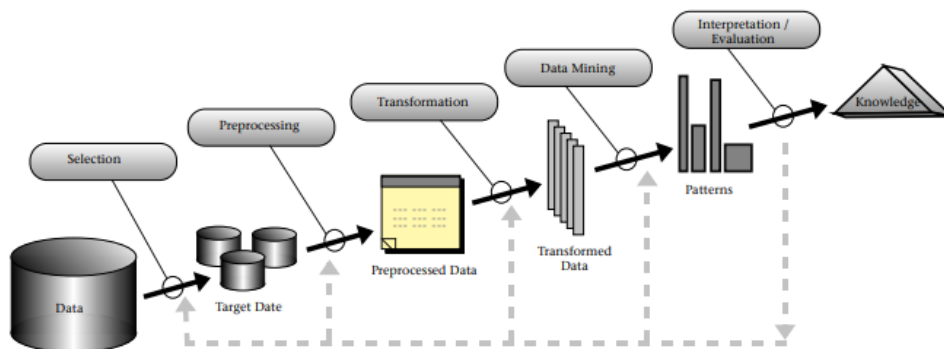 Interpretation /
Evaluation
Data Mining
Transformation
Preprocessing
Selection
Data
Target Date
Preprocessed Data
Transformed
Data
Patterns
Knowledge